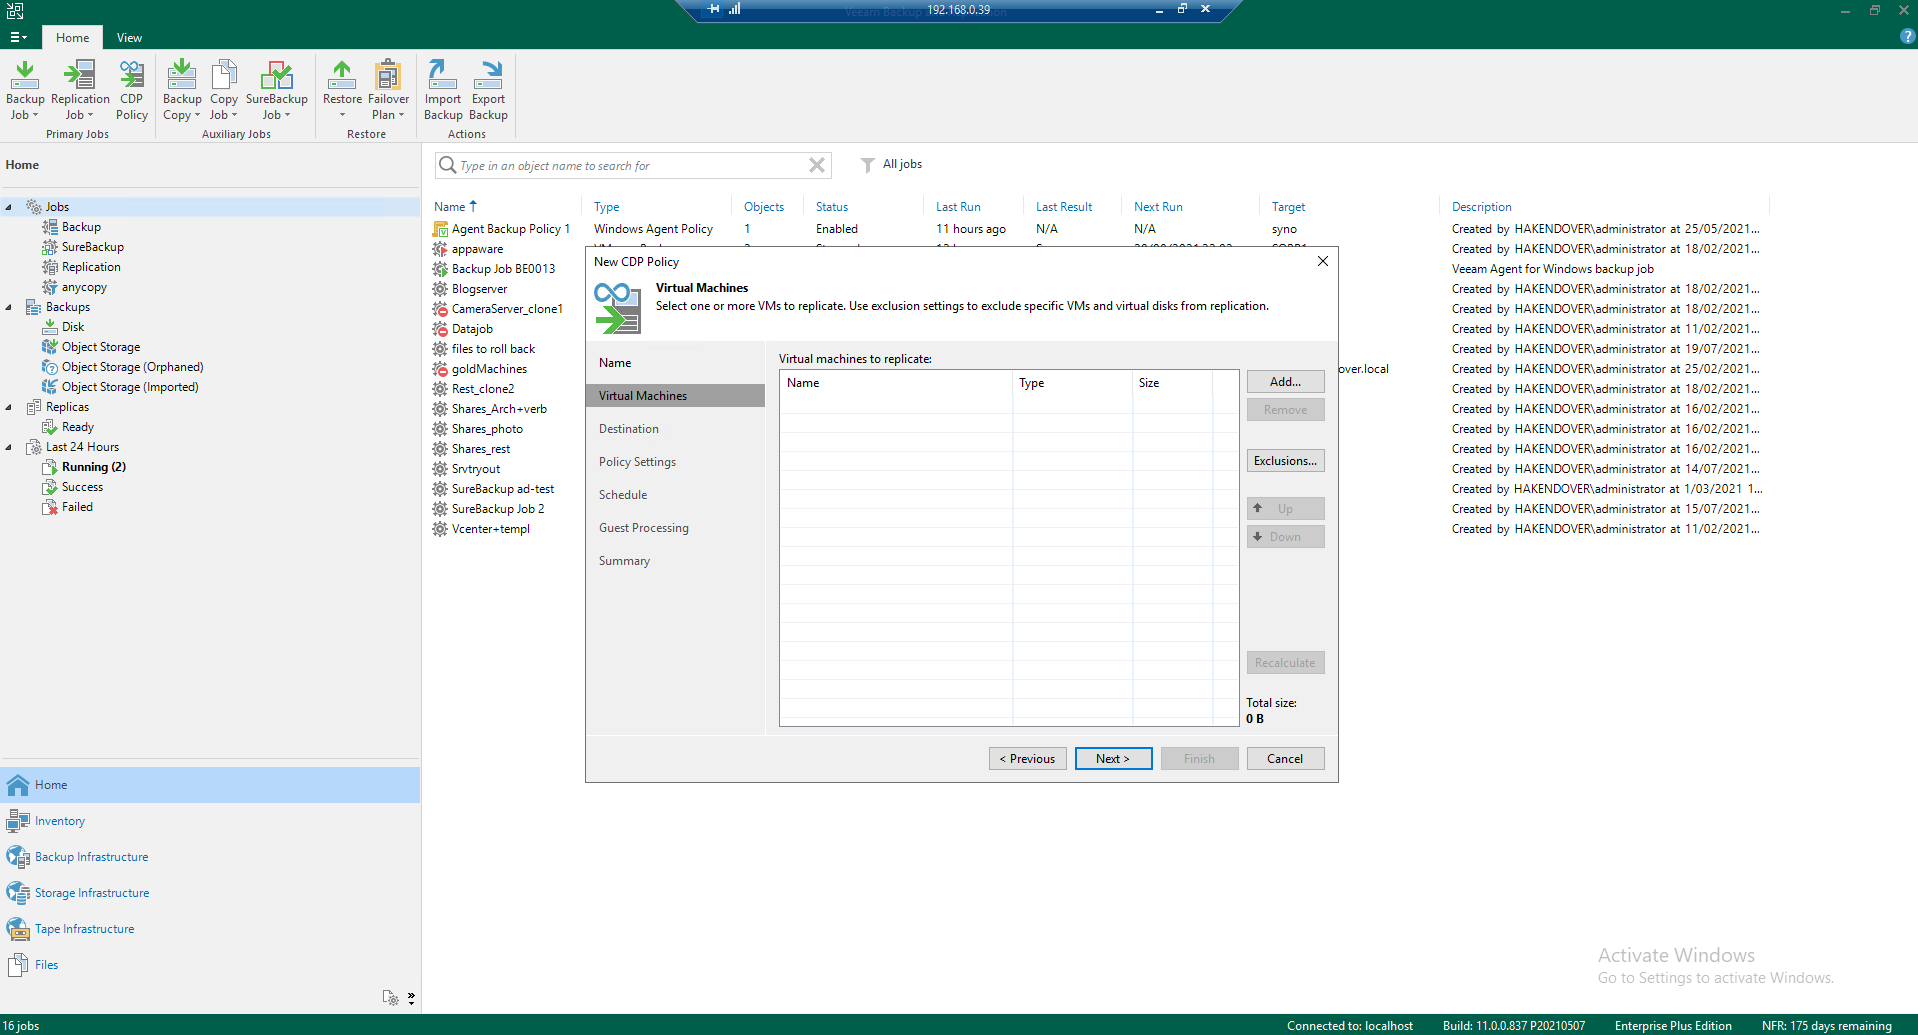 192.168.0.39
Home
View
Backup Job
Replication Job
CDP Policy
Primary Jobs
Backup Copy
Copy Job
SureBackup Job
Auxiliary Jobs
Restore
Failover Plan
Restore
Import Backup
Export Backup
Actions
Home
Jobs
Backup
SureBackup
Replication
anycopy
Backups
Disk
Object Storage
Object Storage (Orphaned)
Object Storage (Imported)
Replicas
Ready
Last 24 Hours
Running (2)
Success
Failed
Home
Inventory
Backup Infrastructure
Storage Infrastructure
Tape Infrastructure
Files
Type in an object name to search for
All jobs
Name Type Objects Status Last Run Last Result Next Run Target Description
Agent Backup Policy 1 Windows Agent Policy 1 Enabled 11 hours ago N/A N/A syno Created by HAKENDOVER\administrator at 25/05/2021...
appaware Created by HAKENDOVER\administrator at 18/02/2021...
Backup Job BE0013 Veeam Agent for Windows backup job
Blogserver Created by HAKENDOVER\administrator at 18/02/2021...
CameraServer_clone1 Created by HAKENDOVER\administrator at 18/02/2021...
Datajob Created by HAKENDOVER\administrator at 11/02/2021...
files to roll back Created by HAKENDOVER\administrator at 19/07/2021...
goldMachines over.local Created by HAKENDOVER\administrator at 25/02/2021...
Rest_clone2 Created by HAKENDOVER\administrator at 18/02/2021...
Shares_Arch+verb Created by HAKENDOVER\administrator at 16/02/2021...
Shares_photo Created by HAKENDOVER\administrator at 16/02/2021...
Shares_rest Created by HAKENDOVER\administrator at 16/02/2021...
Srvtryout Created by HAKENDOVER\administrator at 14/07/2021...
SureBackup ad-test Created by HAKENDOVER\administrator at 1/03/2021 1...
SureBackup Job 2 Created by HAKENDOVER\administrator at 15/07/2021...
Vcenter+templ Created by HAKENDOVER\administrator at 11/02/2021...
New CDP Policy
Virtual Machines
Select one or more VMs to replicate. Use exclusion settings to exclude specific VMs and virtual disks from replication.
Name
Virtual Machines
Destination
Policy Settings
Schedule
Guest Processing
Summary
Virtual machines to replicate:
Name Type Size
Add...
Remove
Exclusions...
Up
Down
Recalculate
Total size:
0 B
< Previous
Next >
Finish
Cancel
Activate Windows
Go to Settings to activate Windows.
16 jobs
Connected to: localhost
Build: 11.0.0.837 P20210507
Enterprise Plus Edition
NFR: 175 days remaining